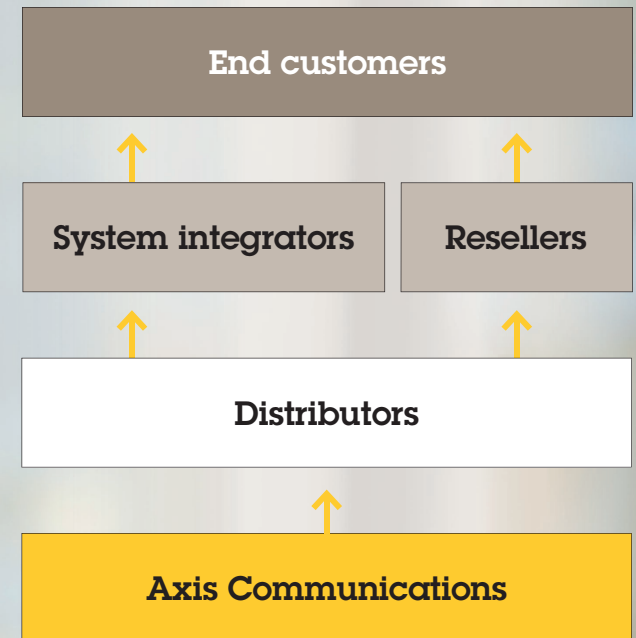 End customers
System integrators
Resellers
Distributors
Axis Communications